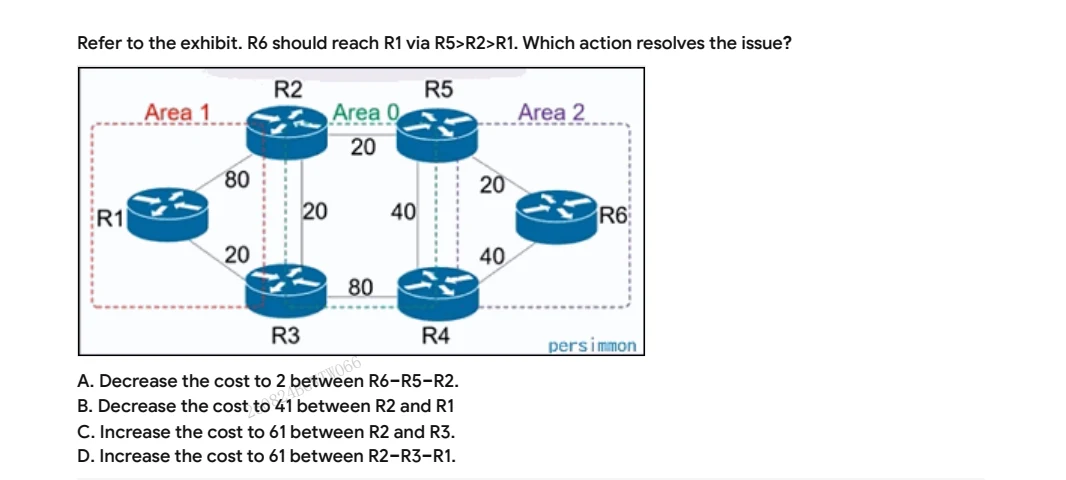 Refer to the exhibit. R6 should reach R1 via R5>R2>R1. Which action resolves the issue?
R2 R5
Area 1 Area 0 Area 2
20
80 20
R1 20 40 R6
20 40
80
R3 R4
persimmon
A. Decrease the cost to 2 between R6–R5–R2.
B. Decrease the cost to 41 between R2 and R1
C. Increase the cost to 61 between R2 and R3.
D. Increase the cost to 61 between R2–R3–R1.